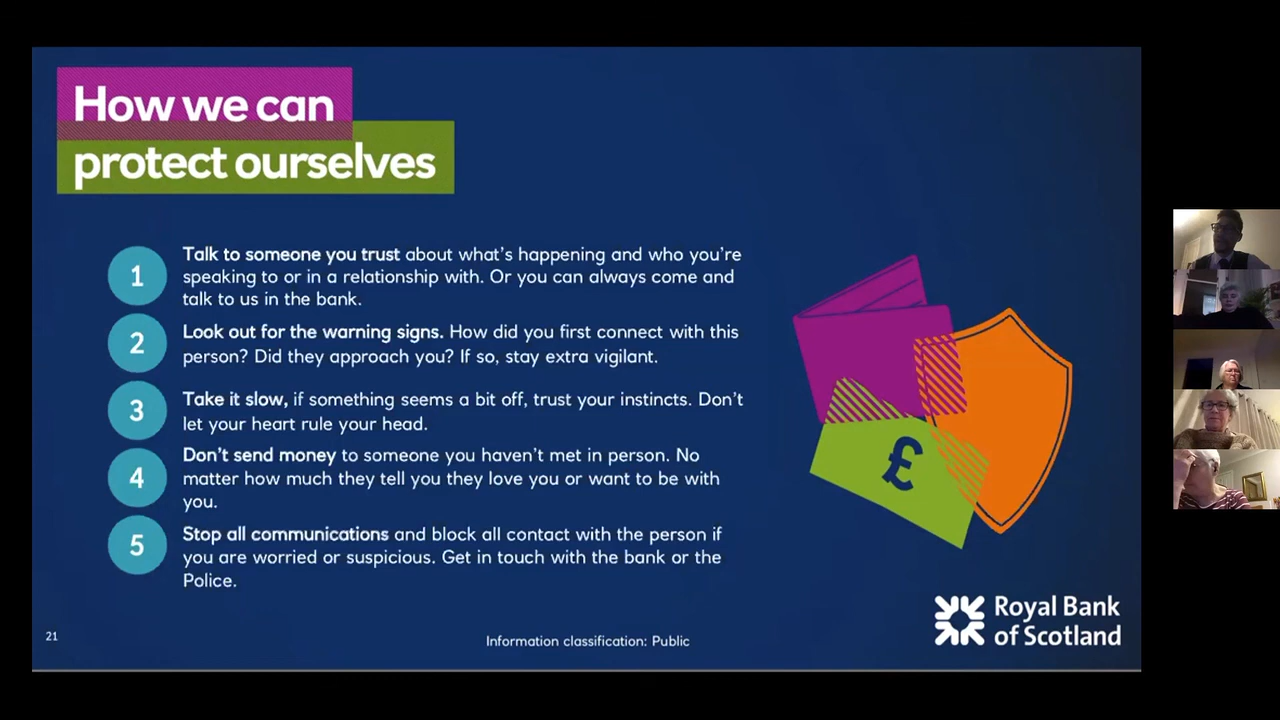 How we can
protect ourselves
1
Talk to someone you trust about what's happening and who you're
speaking to or in a relationship with. Or you can always come and
talk to us in the bank.
2
Look out for the warning signs. How did you first connect with this
person? Did they approach you? If so, stay extra vigilant.
3
Take it slow, if something seems a bit off, trust your instincts. Don't
let your heart rule your head.
4
Don't send money to someone you haven't met in person. No
matter how much they tell you they love you or want to be with
you.
5
Stop all communications and block all contact with the person if
you are worried or suspicious. Get in touch with the bank or the
Police.
£
Royal Bank
of Scotland
21
Information classification: Public